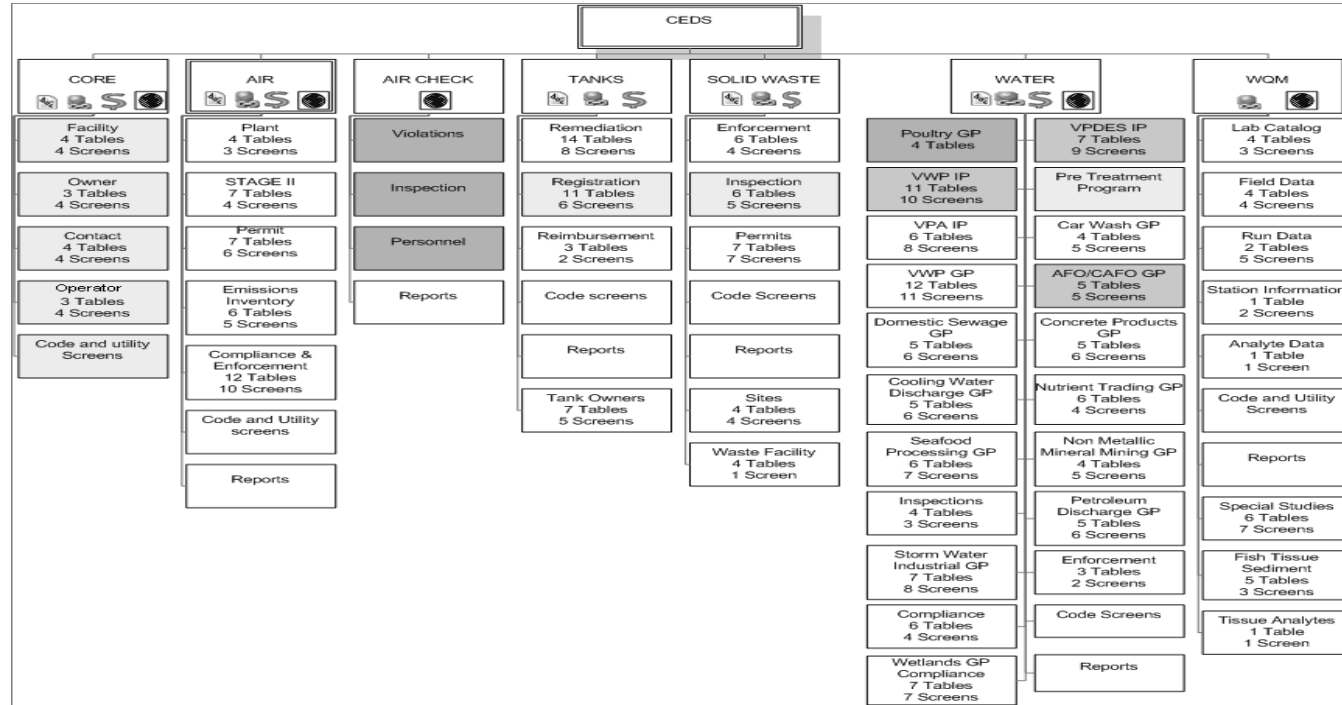 CEDS
CORE
Facility
4 Tables
4 Screens
Owner
3 Tables
4 Screens
Contact
4 Tables
4 Screens
Operator
3 Tables
4 Screens
Code and utility
Screens
AIR
Plant
4 Tables
3 Screens
STAGE II
7 Tables
4 Screens
Permit
7 Tables
6 Screens
Emissions
Inventory
6 Tables
5 Screens
Compliance &
Enforcement
12 Tables
10 Screens
Code and Utility
screens
Reports
AIR CHECK
Violations
Inspection
Personnel
Reports
TANKS
Remediation
14 Tables
8 Screens
Registration
11 Tables
6 Screens
Reimbursement
3 Tables
2 Screens
Code screens
Reports
Tank Owners
7 Tables
5 Screens
SOLID WASTE
Enforcement
6 Tables
4 Screens
Inspection
6 Tables
5 Screens
Permits
7 Tables
7 Screens
Code Screens
Reports
Sites
4 Tables
4 Screens
Waste Facility
4 Tables
1 Screen
WATER
Poultry GP
4 Tables
VWP IP
11 Tables
10 Screens
VPA IP
6 Tables
8 Screens
VWP GP
12 Tables
11 Screens
Domestic Sewage
GP
5 Tables
6 Screens
Cooling Water
Discharge GP
5 Tables
6 Screens
Seafood
Processing GP
6 Tables
7 Screens
Inspections
4 Tables
3 Screens
Storm Water
Industrial GP
7 Tables
8 Screens
Compliance
6 Tables
4 Screens
Wetlands GP
Compliance
7 Tables
7 Screens
VPDES IP
7 Tables
9 Screens
Pre Treatment
Program
Car Wash GP
4 Tables
5 Screens
AFO/CAFO GP
5 Tables
5 Screens
Concrete Products
GP
5 Tables
6 Screens
Nutrient Trading GP
6 Tables
4 Screens
Non Metallic
Mineral Mining GP
4 Tables
5 Screens
Petroleum
Discharge GP
5 Tables
6 Screens
Enforcement
3 Tables
2 Screens
Code Screens
Reports
WQM
Lab Catalog
4 Tables
3 Screens
Field Data
4 Tables
4 Screens
Run Data
2 Tables
5 Screens
Station Information
1 Table
2 Screens
Analyte Data
1 Table
1 Screen
Code and Utility
Screens
Reports
Special Studies
6 Tables
7 Screens
Fish Tissue
Sediment
5 Tables
3 Screens
Tissue Analytes
1 Table
1 Screen